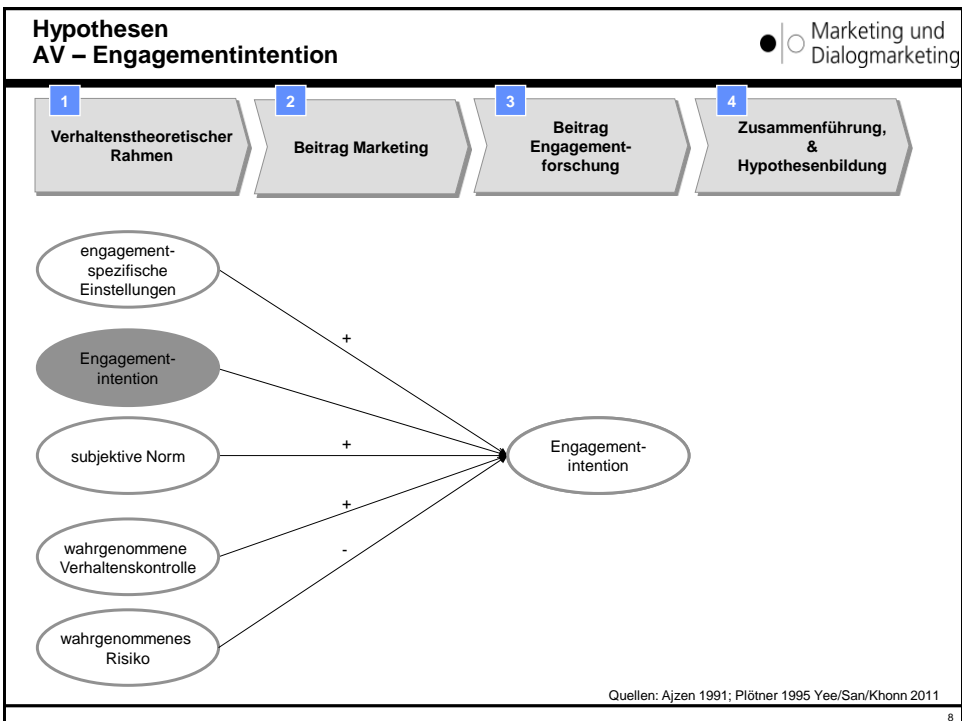 Hypothesen
AV – Engagementintention
Marketing und
Dialogmarketing
1
Verhaltenstheoretischer
Rahmen
2
Beitrag Marketing
3
Beitrag
Engagement-
forschung
4
Zusammenführung,
&
Hypothesenbildung
engagement-
spezifische
Einstellungen
+
Engagement-
intention
subjektive Norm
+
Engagement-
intention
+
wahrgenommene
Verhaltenskontrolle
-
wahrgenommenes
Risiko
Quellen: Ajzen 1991; Plötner 1995 Yee/San/Khonn 2011
8